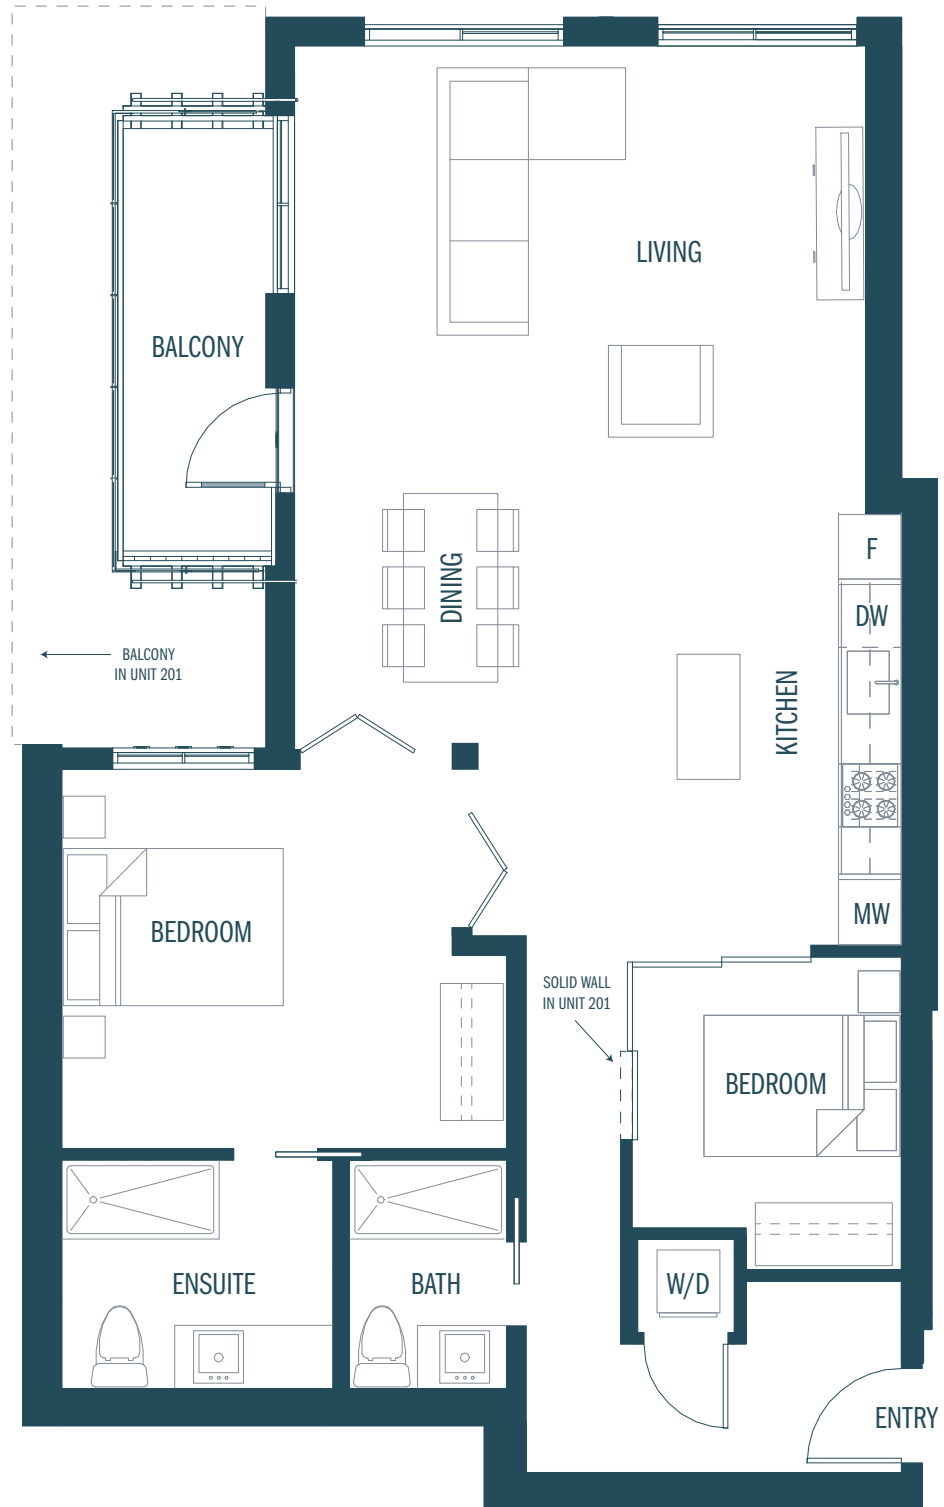 LIVING
BALCONY
F
DINING
DW
BALCONY
IN UNIT 201
KITCHEN
BEDROOM
MW
SOLID WALL
IN UNIT 201
BEDROOM
ENSUITE
BATH
W/D
ENTRY